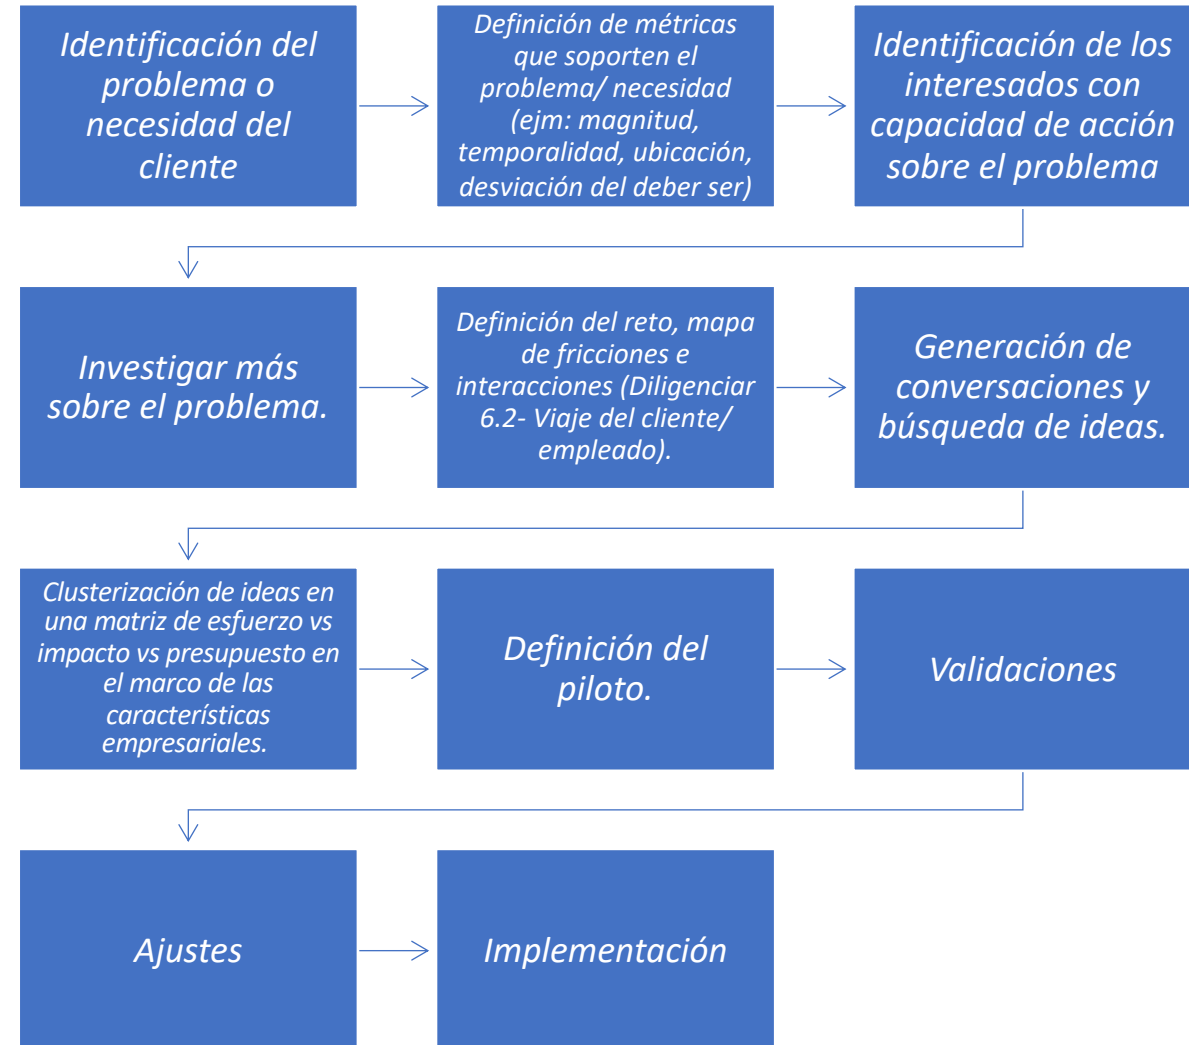 Identificación del
problema o
necesidad del
cliente
Definición de métricas
que soporten el
problema/ necesidad
(ejm: magnitud,
temporalidad, ubicación,
desviación del deber ser)
Identificación de los
interesados con
capacidad de acción
sobre el problema
Investigar más
sobre el problema.
Definición del reto, mapa
de fricciones e
interacciones (Diligenciar
6.2- Viaje del cliente/
empleado).
Generación de
conversaciones y
búsqueda de ideas.
Clusterización de ideas en
una matriz de esfuerzo vs
impacto vs presupuesto en
el marco de las
características
empresariales.
Definición del
piloto.
Validaciones
Ajustes
Implementación